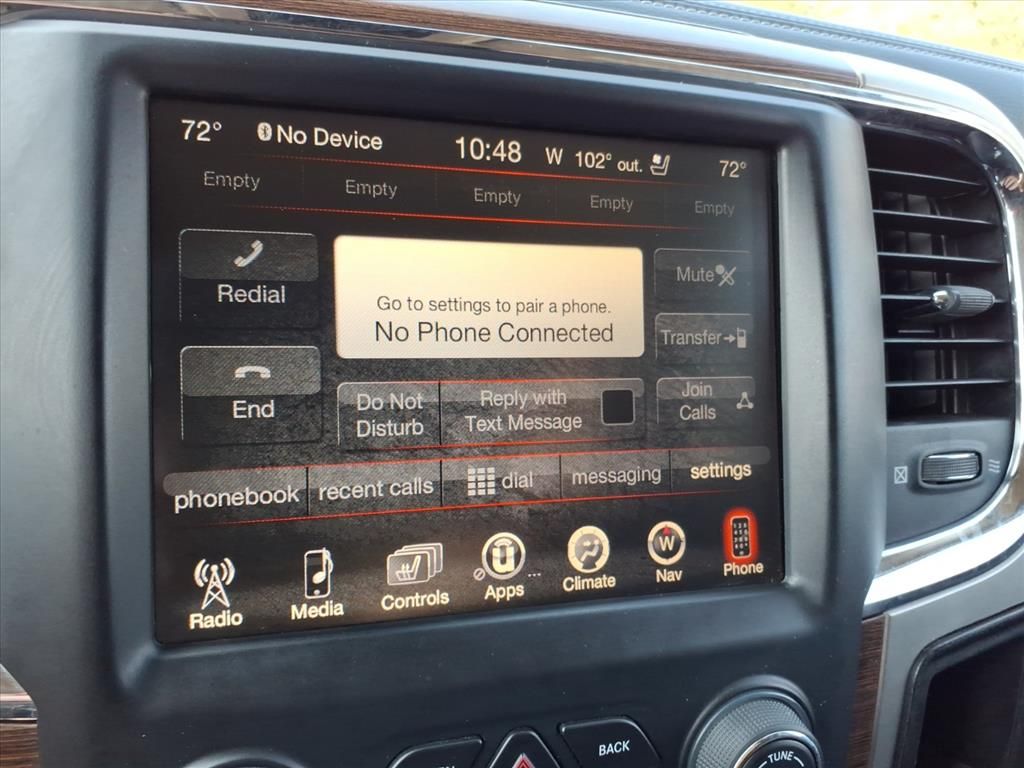 72° No Device 10:48 W 102° out. 72°
Empty Empty Empty Empty Empty
Redial
Go to settings to pair a phone.
No Phone Connected
Mute
Transfer
End
Do Not
Disturb
Reply with
Text Message
Join
Calls
phonebook recent calls dial messaging settings
Radio Media Controls Apps Climate Nav Phone
W
BACK
TUNE